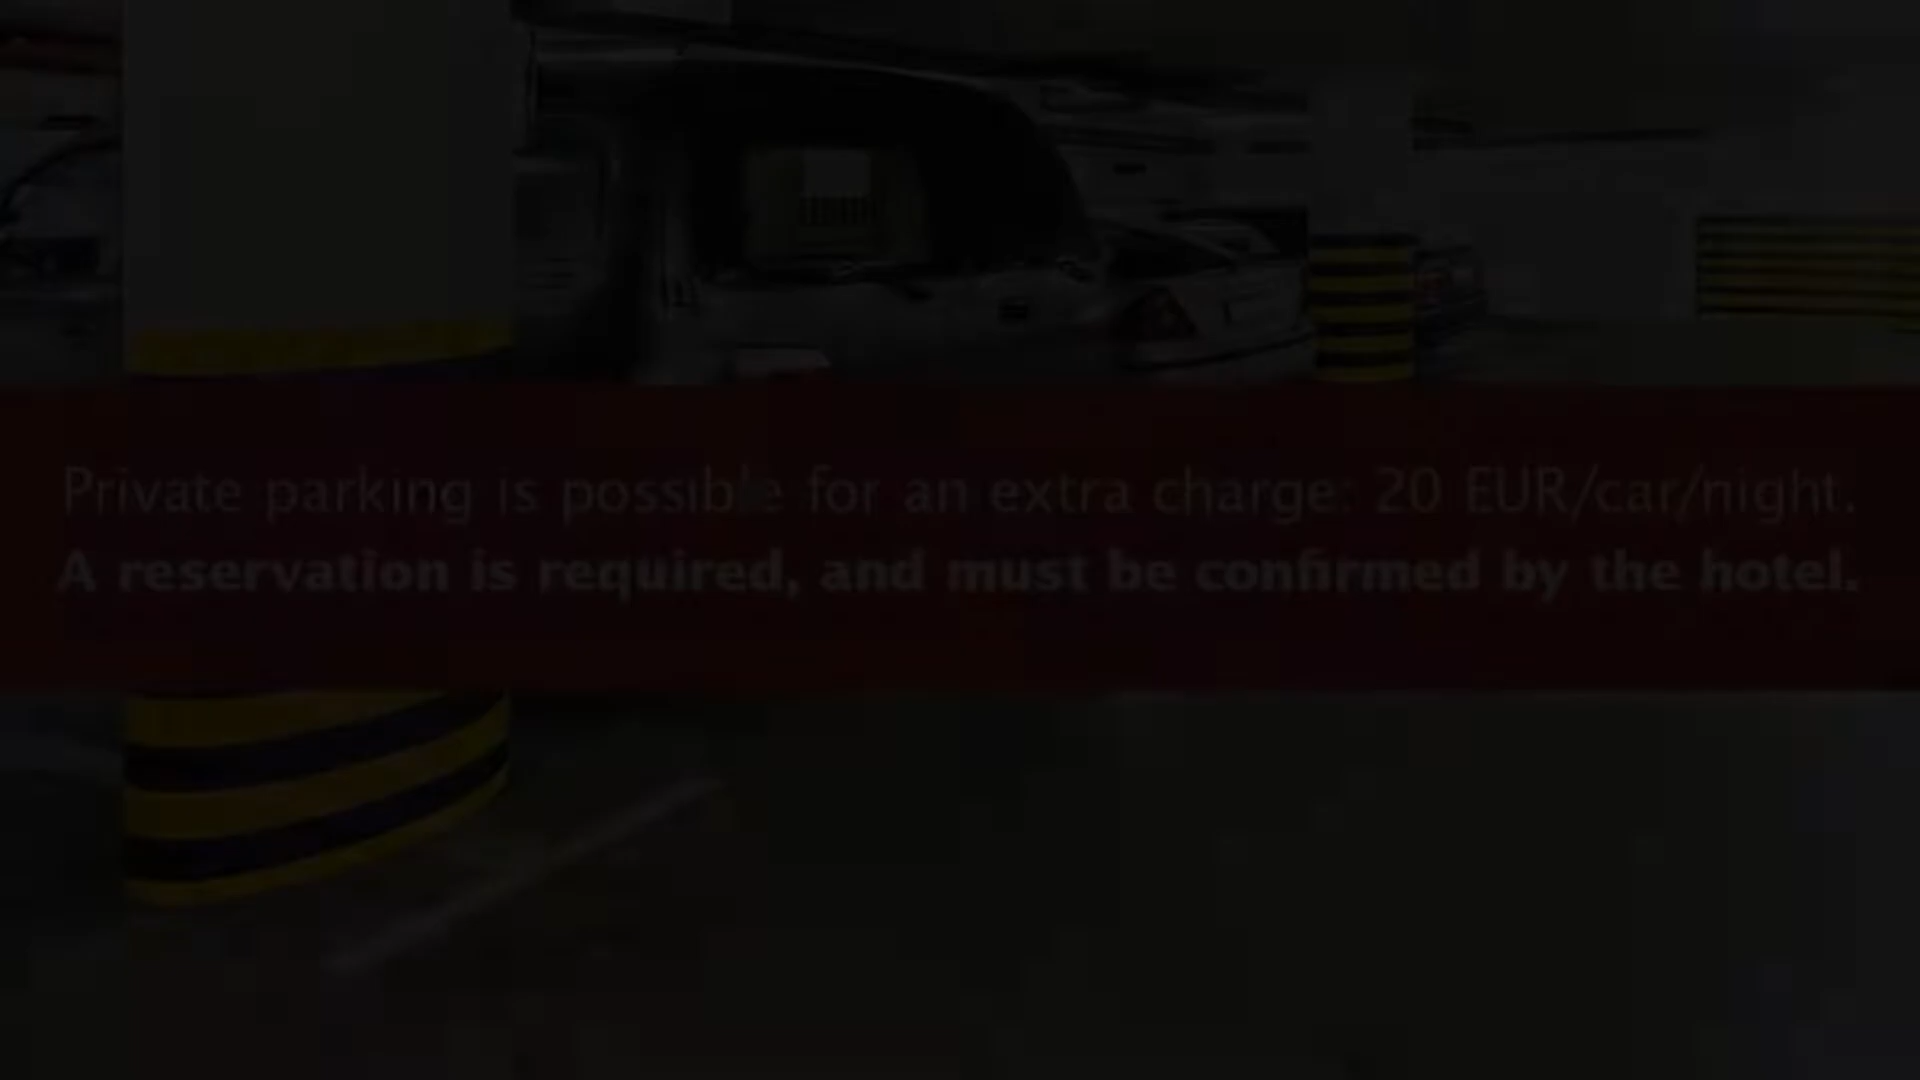 Private parking is possible for an extra charge: 20 EUR/car/night.
A reservation is required, and must be confirmed by the hotel.